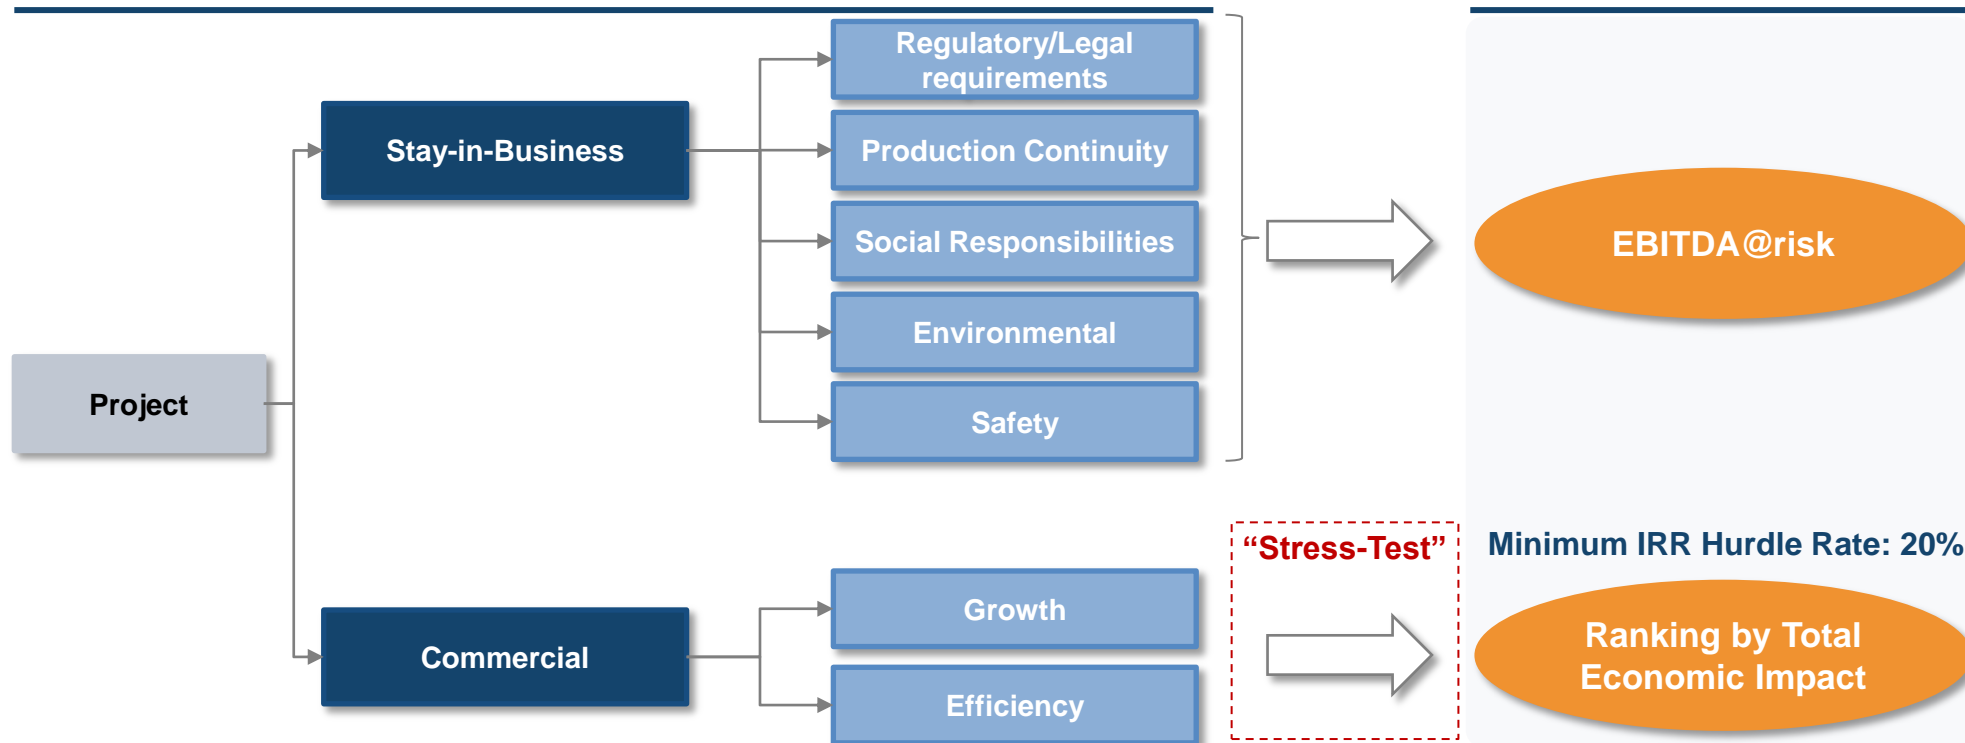 Regulatory/Legal
requirements
Stay-in-Business
Production Continuity
Social Responsibilities
EBITDA@risk
Environmental
Project
Safety
"Stress-Test"
Minimum IRR Hurdle Rate: 20%
Growth
Commercial
Ranking by Total
Economic Impact
Efficiency